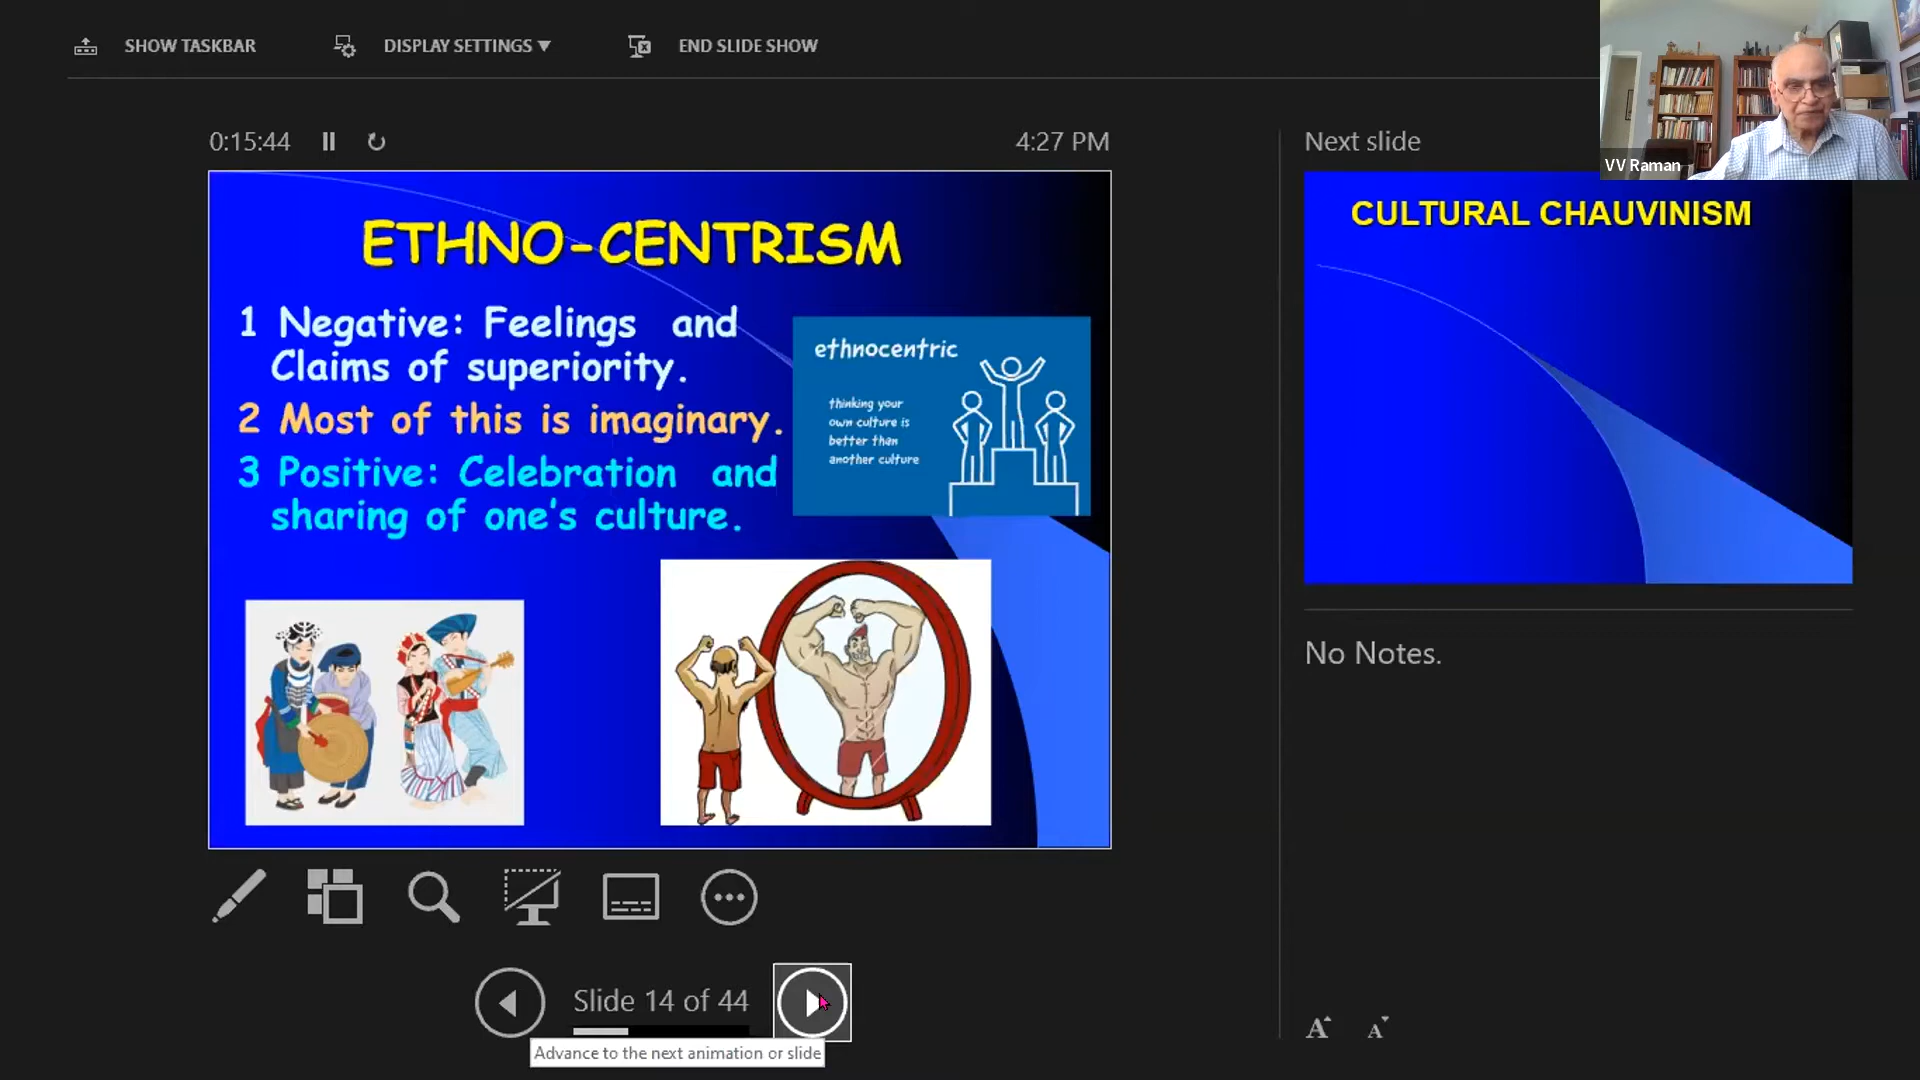 SHOW TASKBAR
DISPLAY SETTINGS ▼
END SLIDE SHOW
VV Raman
0:15:44
4:27 PM
Next slide
ETHNO-CENTRISM
1 Negative: Feelings and
Claims of superiority.
2 Most of this is imaginary.
3 Positive: Celebration and
sharing of one's culture.
ethnocentric
thinking your
own culture is
better than
another culture
CULTURAL CHAUVINISM
No Notes.
Slide 14 of 44
Advance to the next animation or slide
A
A